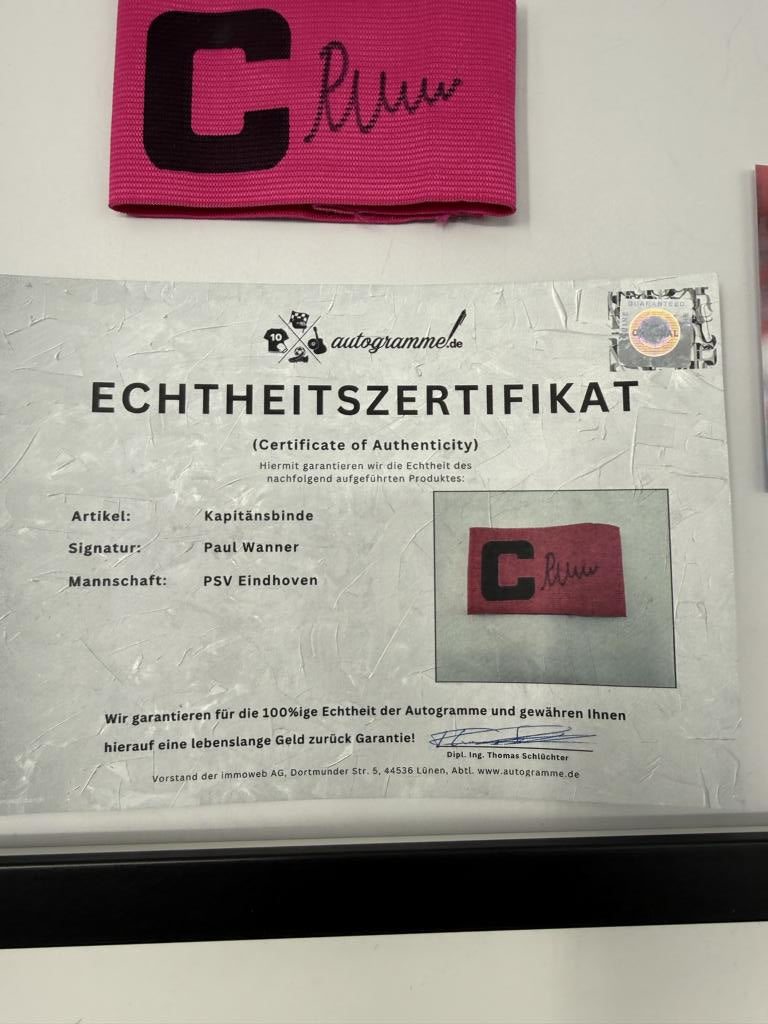 C
10
autogramme.de
GUARANTEED
ECHTHEITSZERTIFIKAT
(Certificate of Authenticity)
Hiermit garantieren wir die Echtheit des
nachfolgend aufgeführten Produktes:
Artikel: Kapitänsbinde
Signatur: Paul Wanner
Mannschaft: PSV Eindhoven
C
Wir garantieren für die 100%ige Echtheit der Autogramme und gewähren Ihnen
hierauf eine lebenslange Geld zurück Garantie!
Dipl. Ing. Thomas Schlüchter
Vorstand der immoweb AG, Dortmunder Str. 5, 44536 Lünen, Abtl. www.autogramme.de